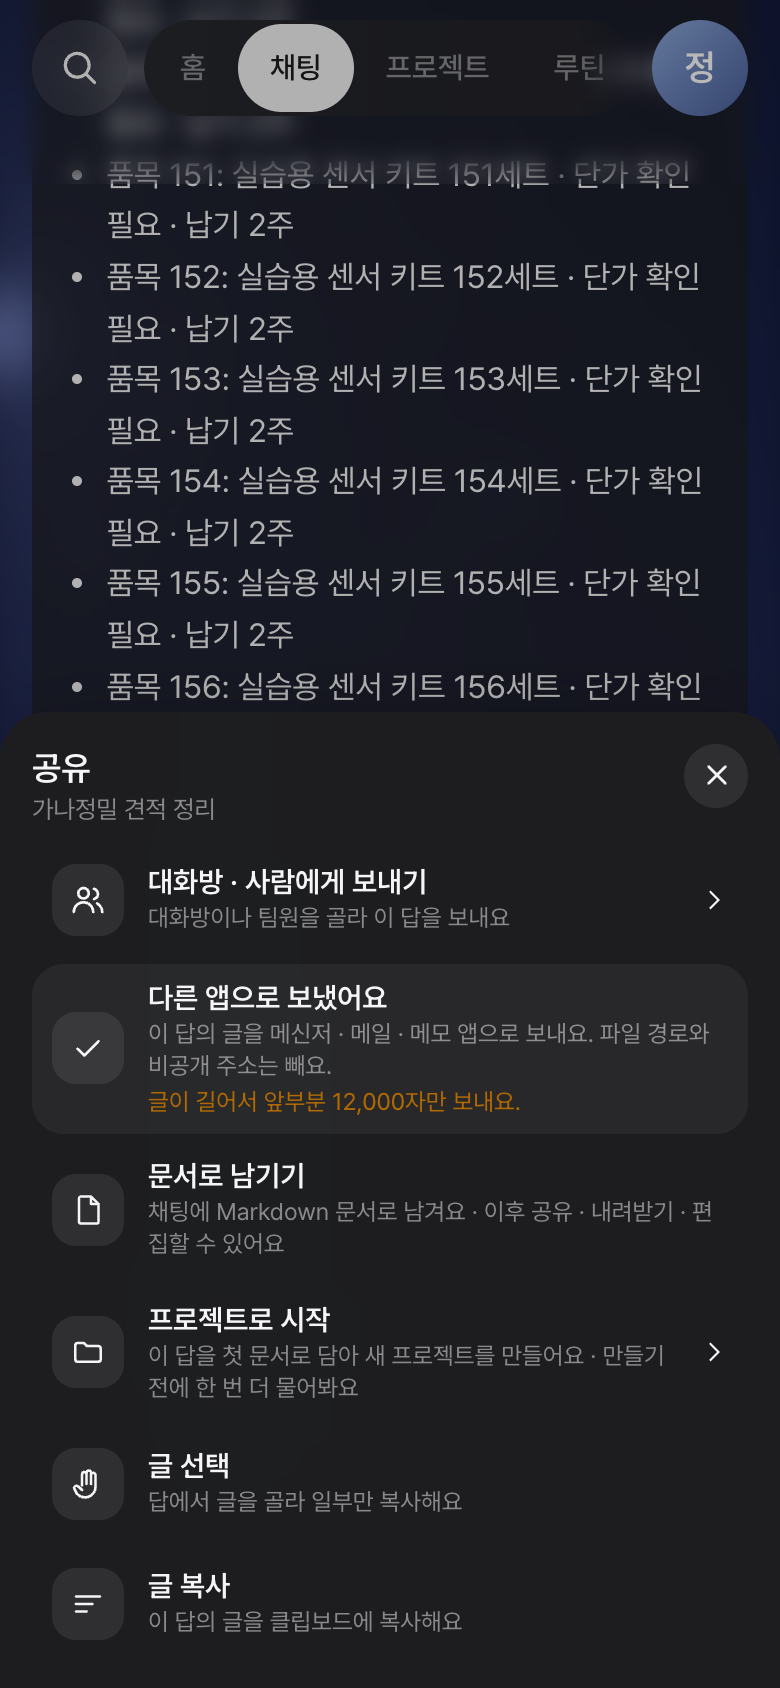 홈
채팅
프로젝트
루틴
정
품목 151: 실습용 센서 키트 151세트 · 단가 확인
필요 · 납기 2주
품목 152: 실습용 센서 키트 152세트 · 단가 확인
필요 · 납기 2주
품목 153: 실습용 센서 키트 153세트 · 단가 확인
필요 · 납기 2주
품목 154: 실습용 센서 키트 154세트 · 단가 확인
필요 · 납기 2주
품목 155: 실습용 센서 키트 155세트 · 단가 확인
필요 · 납기 2주
품목 156: 실습용 센서 키트 156세트 · 단가 확인
공유
가나정밀 견적 정리
대화방 · 사람에게 보내기
대화방이나 팀원을 골라 이 답을 보내요
다른 앱으로 보냈어요
이 답의 글을 메신저 · 메일 · 메모 앱으로 보내요. 파일 경로와
비공개 주소는 빼요.
글이 길어서 앞부분 12,000자만 보내요.
문서로 남기기
채팅에 Markdown 문서로 남겨요 · 이후 공유 · 내려받기 · 편
집할 수 있어요
프로젝트로 시작
이 답을 첫 문서로 담아 새 프로젝트를 만들어요 · 만들기
전에 한 번 더 물어봐요
글 선택
답에서 글을 골라 일부만 복사해요
글 복사
이 답의 글을 클립보드에 복사해요